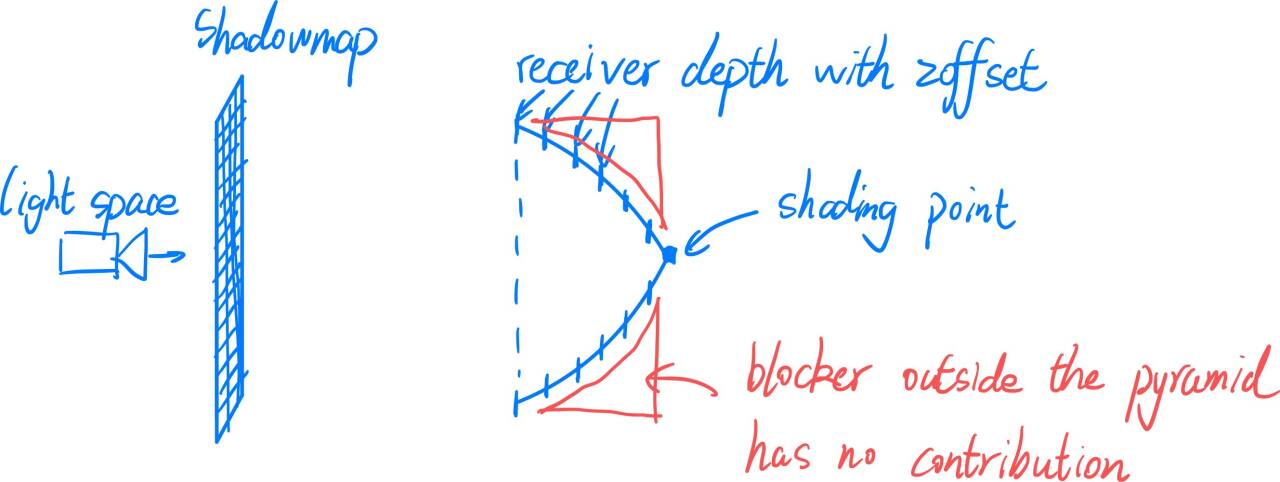 Shadowmap
receiver depth with zoffset
light space
shading point
blocker outside the pyramid
has no contribution